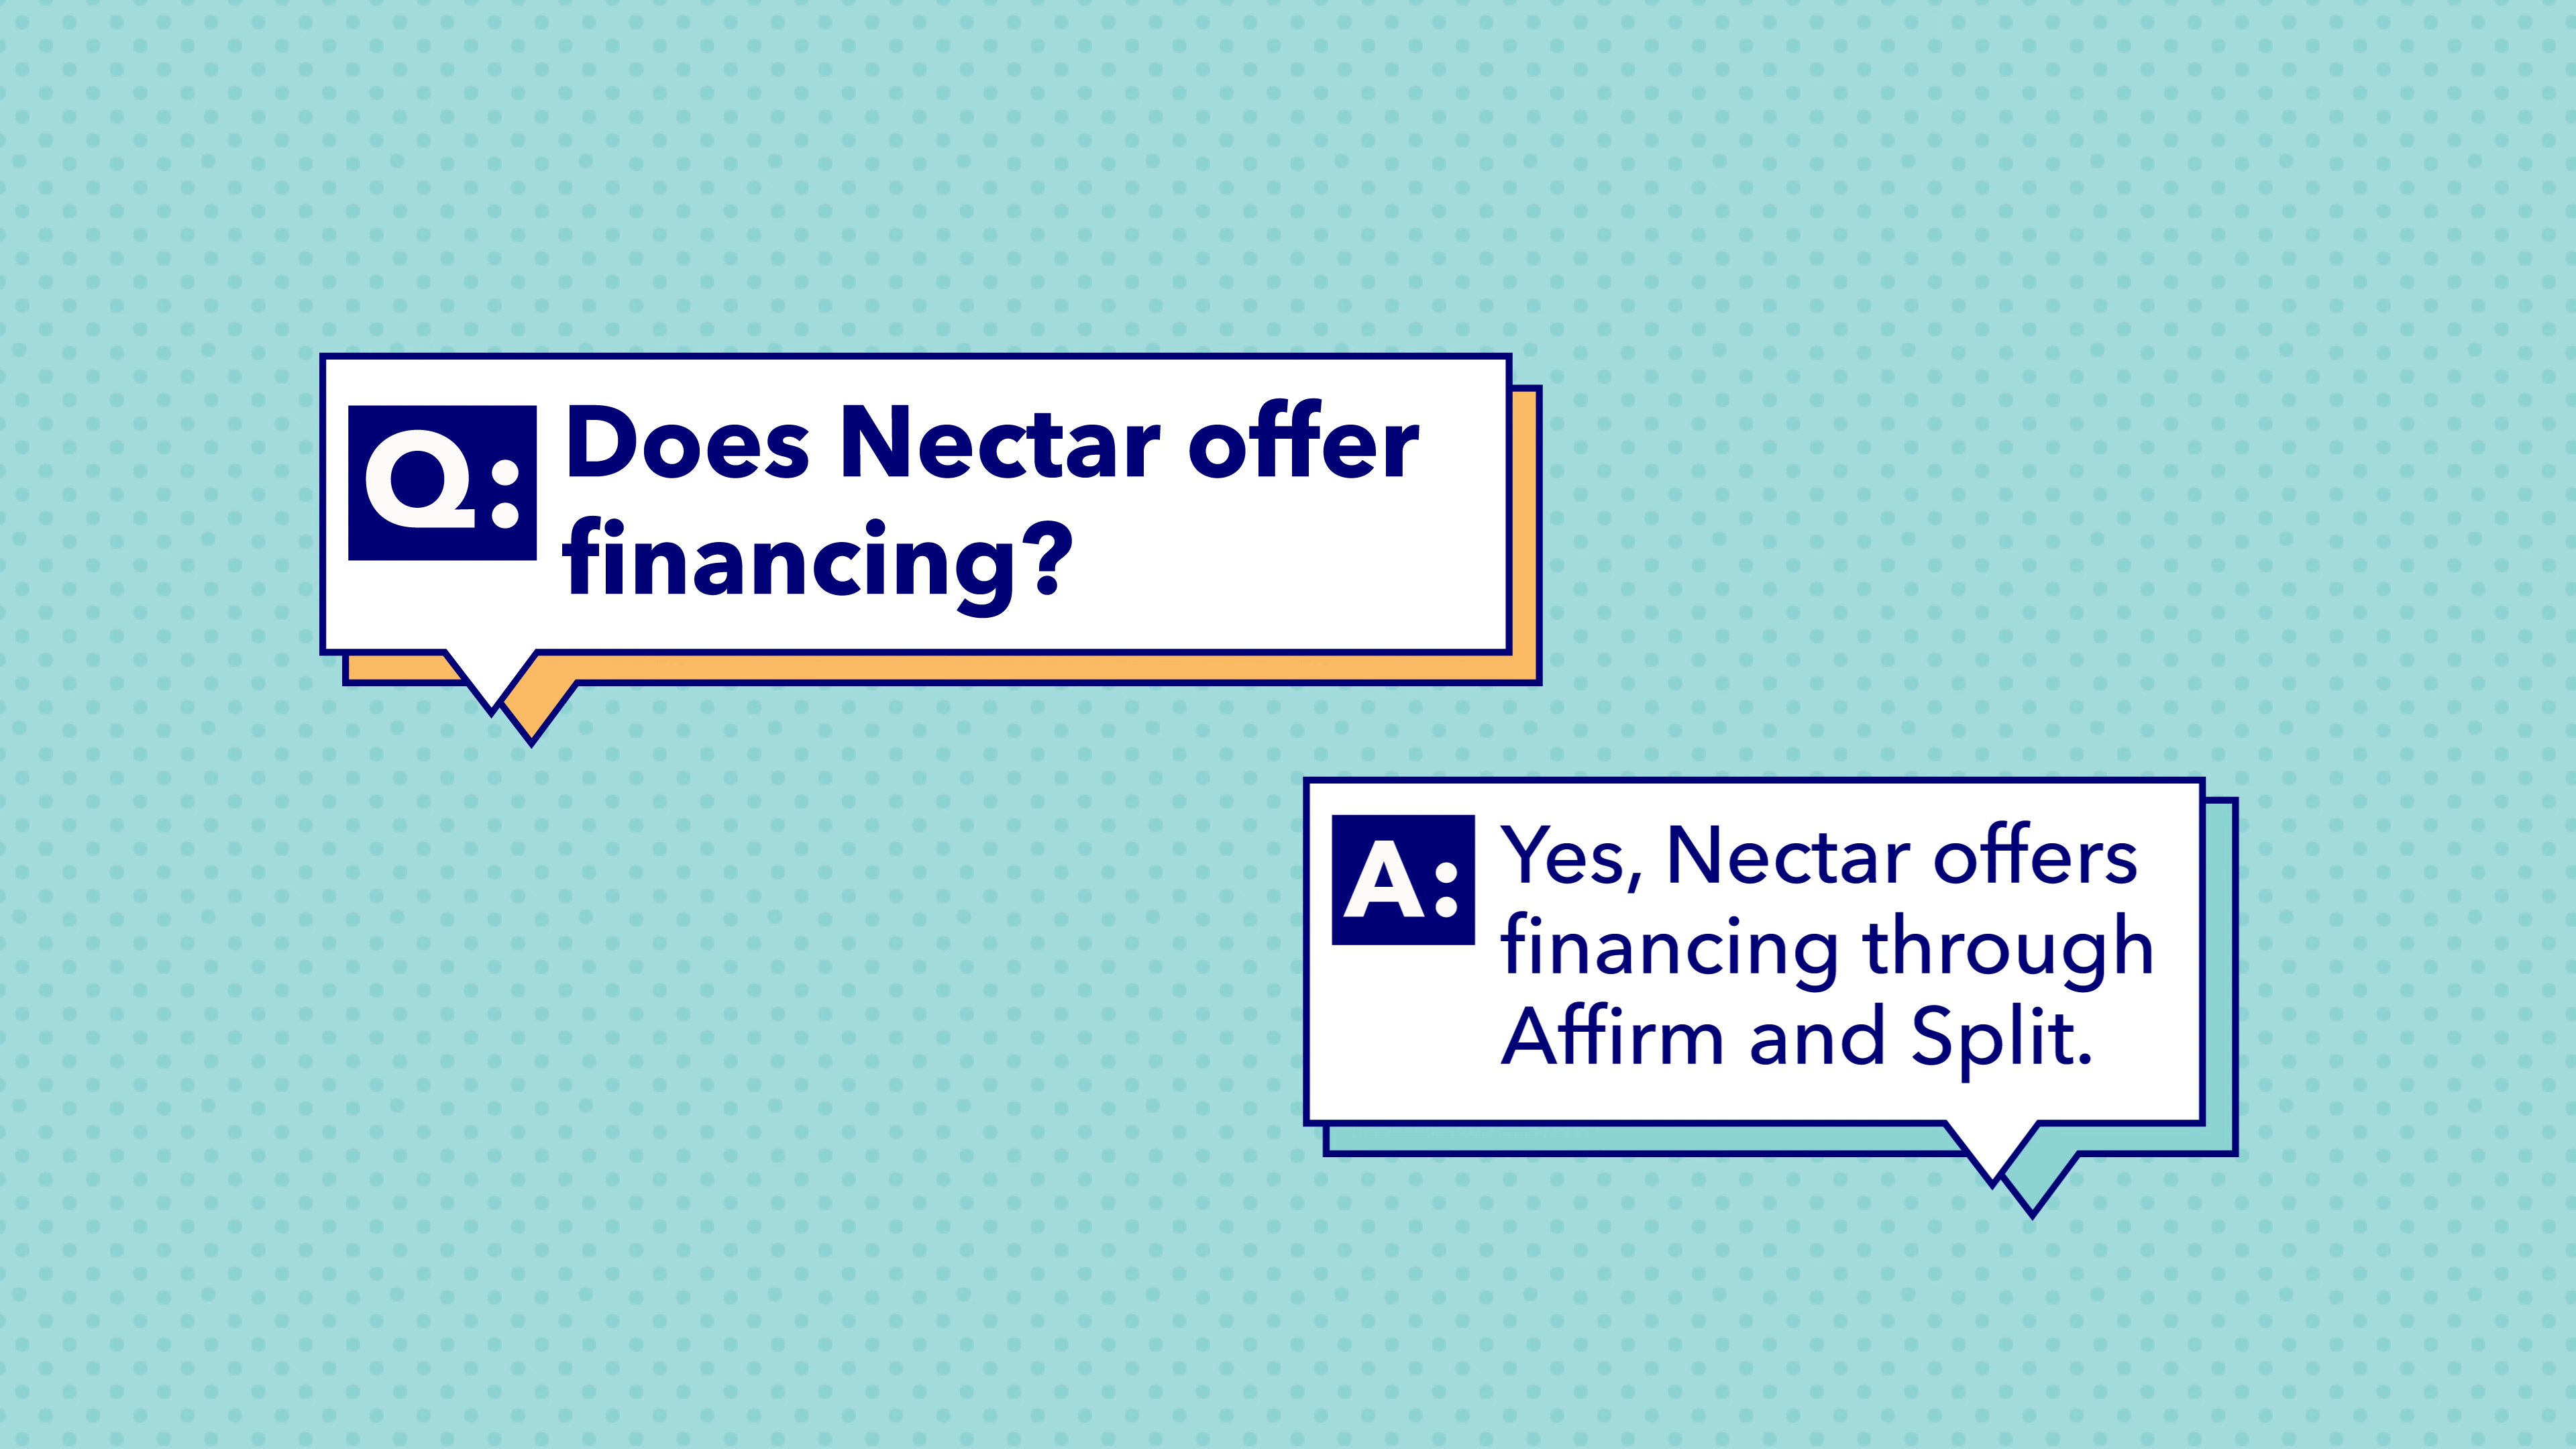 Q: Does Nectar offer
financing?
A: Yes, Nectar offers
financing through
Affirm and Split.